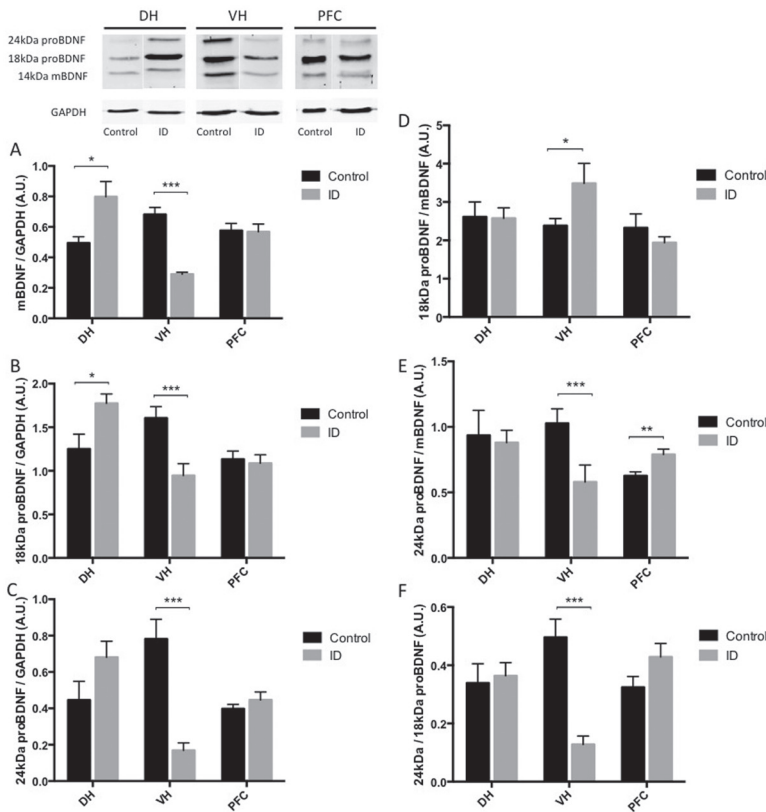 DH VH PFC
24kDa proBDNF
18kDa proBDNF
14kDa mBDNF
GAPDH
Control ID Control ID Control ID
A
mBDNF / GAPDH (A.U.)
1.0
0.8
0.6
0.4
0.2
0.0
* ***
Control
ID
DH VH PFC
B
18kDa proBDNF / GAPDH (A.U.)
2.0
1.5
1.0
0.5
0.0
* ***
Control
ID
DH VH PFC
C
24kDa proBDNF / GAPDH (A.U.)
1.0
0.8
0.6
0.4
0.2
0.0
***
Control
ID
DH VH PFC
D
18kDa proBDNF / mBDNF (A.U.)
5
4
3
2
1
0
*
Control
ID
DH VH PFC
E
24kDa proBDNF / mBDNF (A.U.)
1.5
1.0
0.5
0.0
*** **
Control
ID
DH VH PFC
F
24kDa / 18kDa proBDNF (A.U.)
0.6
0.4
0.2
0.0
***
Control
ID
DH VH PFC